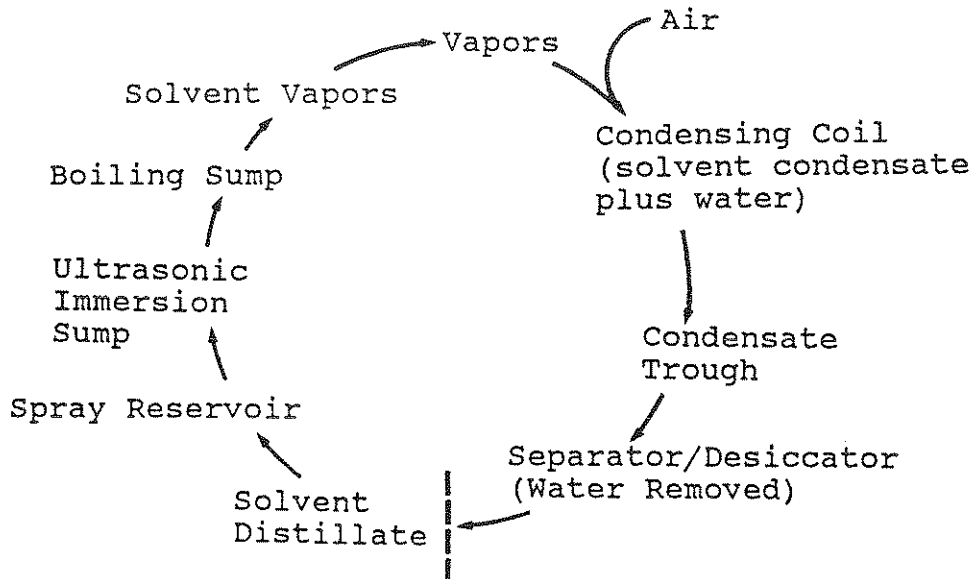 Air
Vapors
Solvent Vapors
Condensing Coil
(solvent condensate
plus water)
Boiling Sump
Ultrasonic
Immersion
Sump
Condensate
Trough
Spray Reservoir
Separator/Desiccator
(Water Removed)
Solvent
Distillate